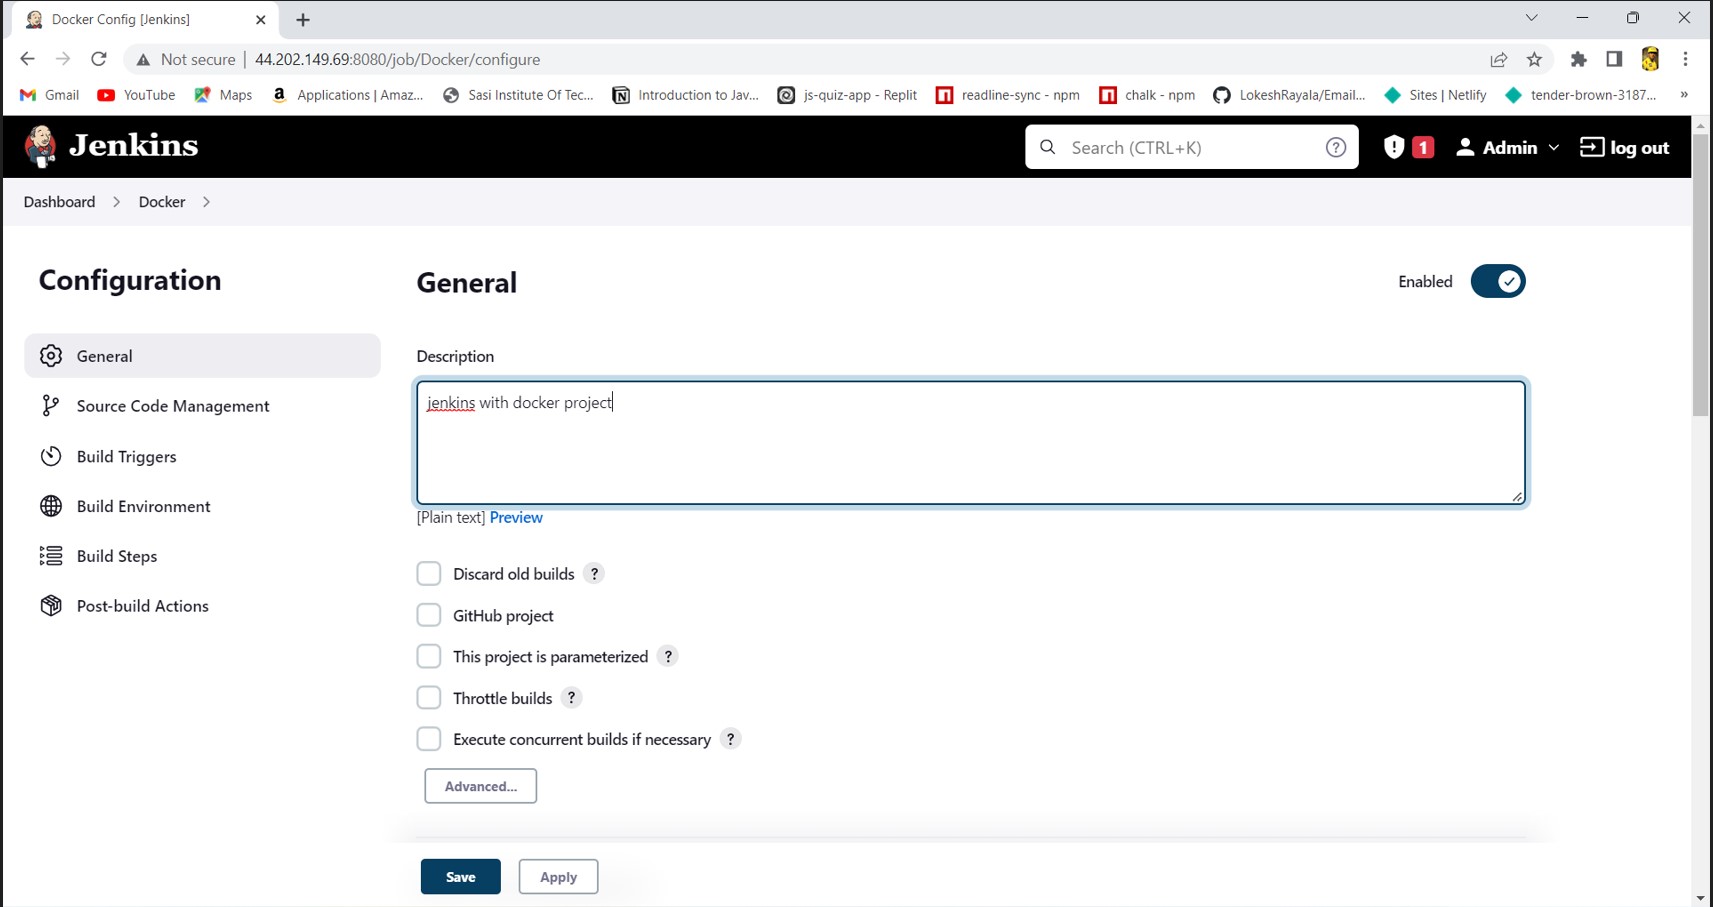 Docker Config [Jenkins]
Not secure
44.202.149.69:8080/job/Docker/configure
Gmail
YouTube
Maps
Applications | Amaz...
Sasi Institute Of Tec...
Introduction to Jav...
js-quiz-app - Replit
readline-sync - npm
chalk - npm
LokeshRayala/Email...
Sites | Netlify
tender-brown-3187...
»
Jenkins
Search (CTRL+K)
?
1
Admin
log out
Dashboard
Docker
Configuration
General
Source Code Management
Build Triggers
Build Environment
Build Steps
Post-build Actions
General
Enabled
Description
jenkins with docker project
[Plain text] Preview
Discard old builds ?
GitHub project
This project is parameterized ?
Throttle builds ?
Execute concurrent builds if necessary ?
Advanced...
Save
Apply